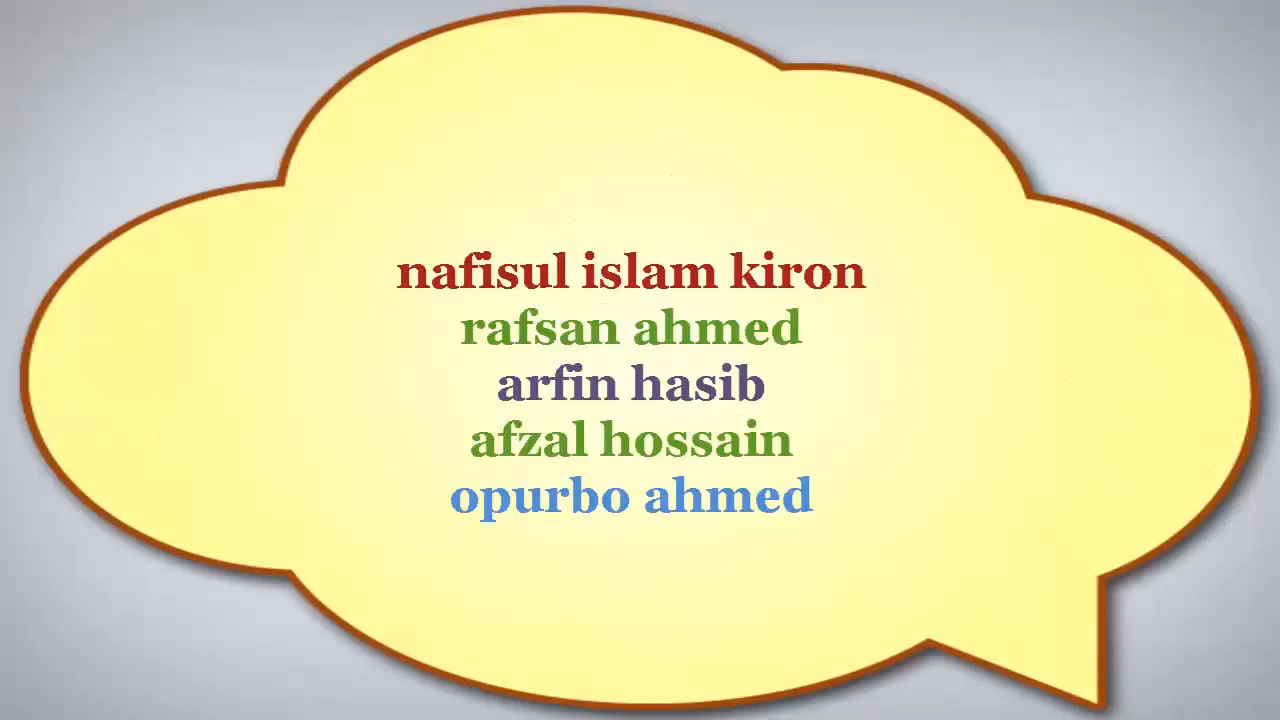 nafisul islam kiron
rafsan ahmed
arfin hasib
afzal hossain
opurbo ahmed